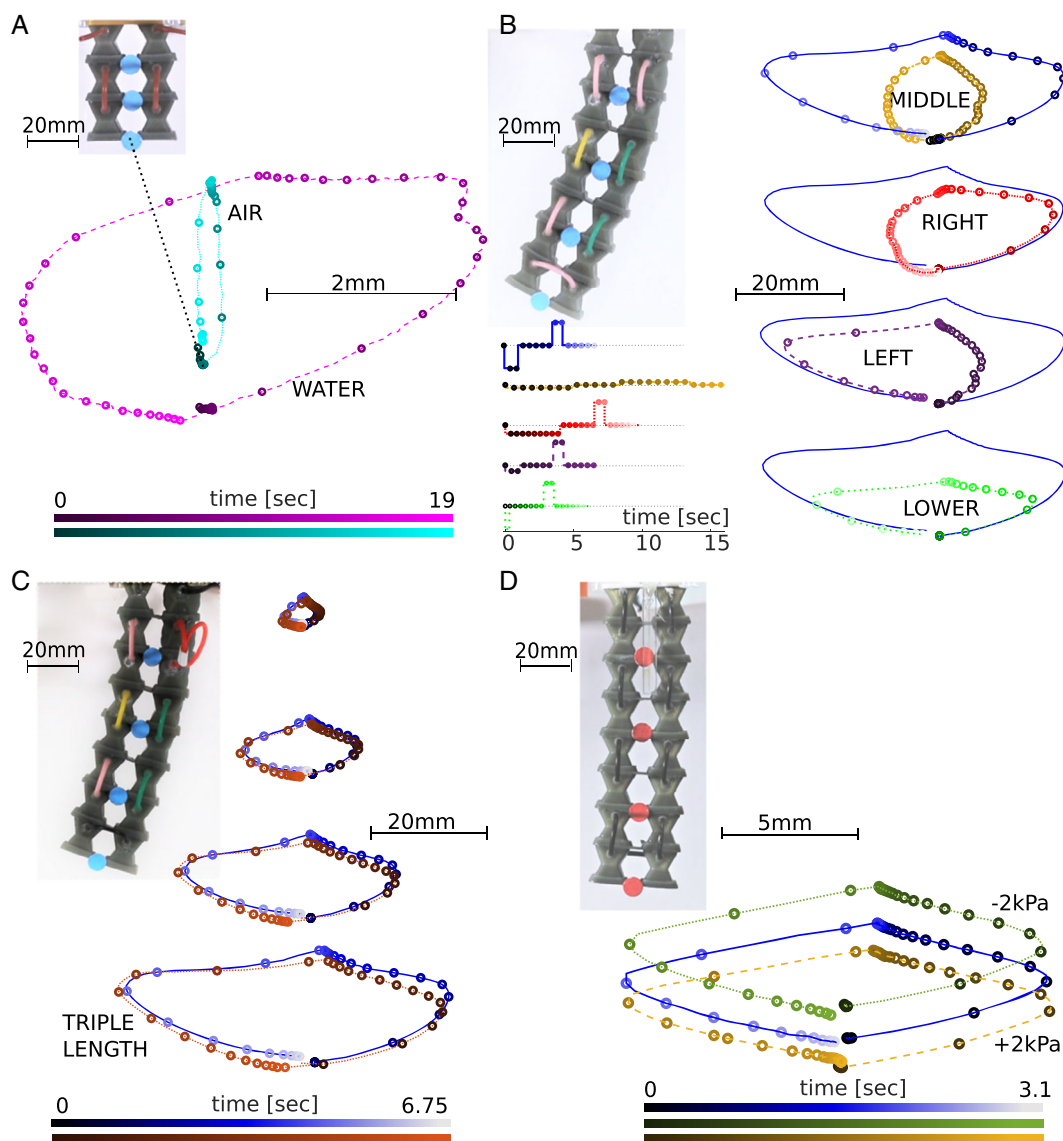 A
20mm
AIR
2mm
WATER
0 time [sec] 19
B
20mm
MIDDLE
RIGHT
20mm
LEFT
LOWER
time [sec]
0 5 10 15
C
20mm
20mm
TRIPLE
LENGTH
0 time [sec] 6.75
D
20mm
5mm
-2kPa
+2kPa
0 time [sec] 3.1